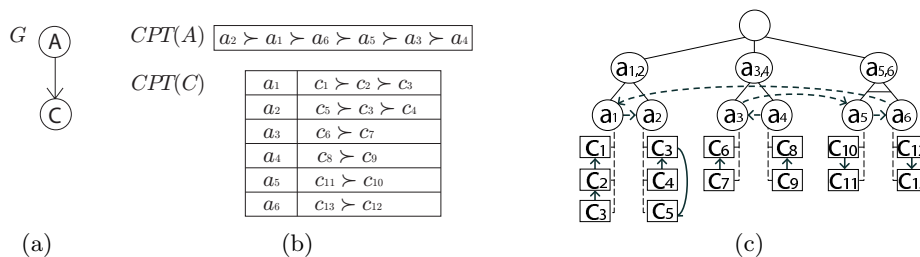 G
A
C
CPT(A)
a₂ ≻ a₁ ≻ a₆ ≻ a₅ ≻ a₃ ≻ a₄
CPT(C)
a₁ c₁ ≻ c₂ ≻ c₃
a₂ c₅ ≻ c₃ ≻ c₄
a₃ c₆ ≻ c₇
a₄ c₈ ≻ c₉
a₅ c₁₁ ≻ c₁₀
a₆ c₁₃ ≻ c₁₂
a1,2 a3,4 a5,6
a1 a2 a3 a4 a5 a6
C1 C3 C6 C8 C10
C2 C4 C7 C9 C11
C3 C5
(a) (b) (c)